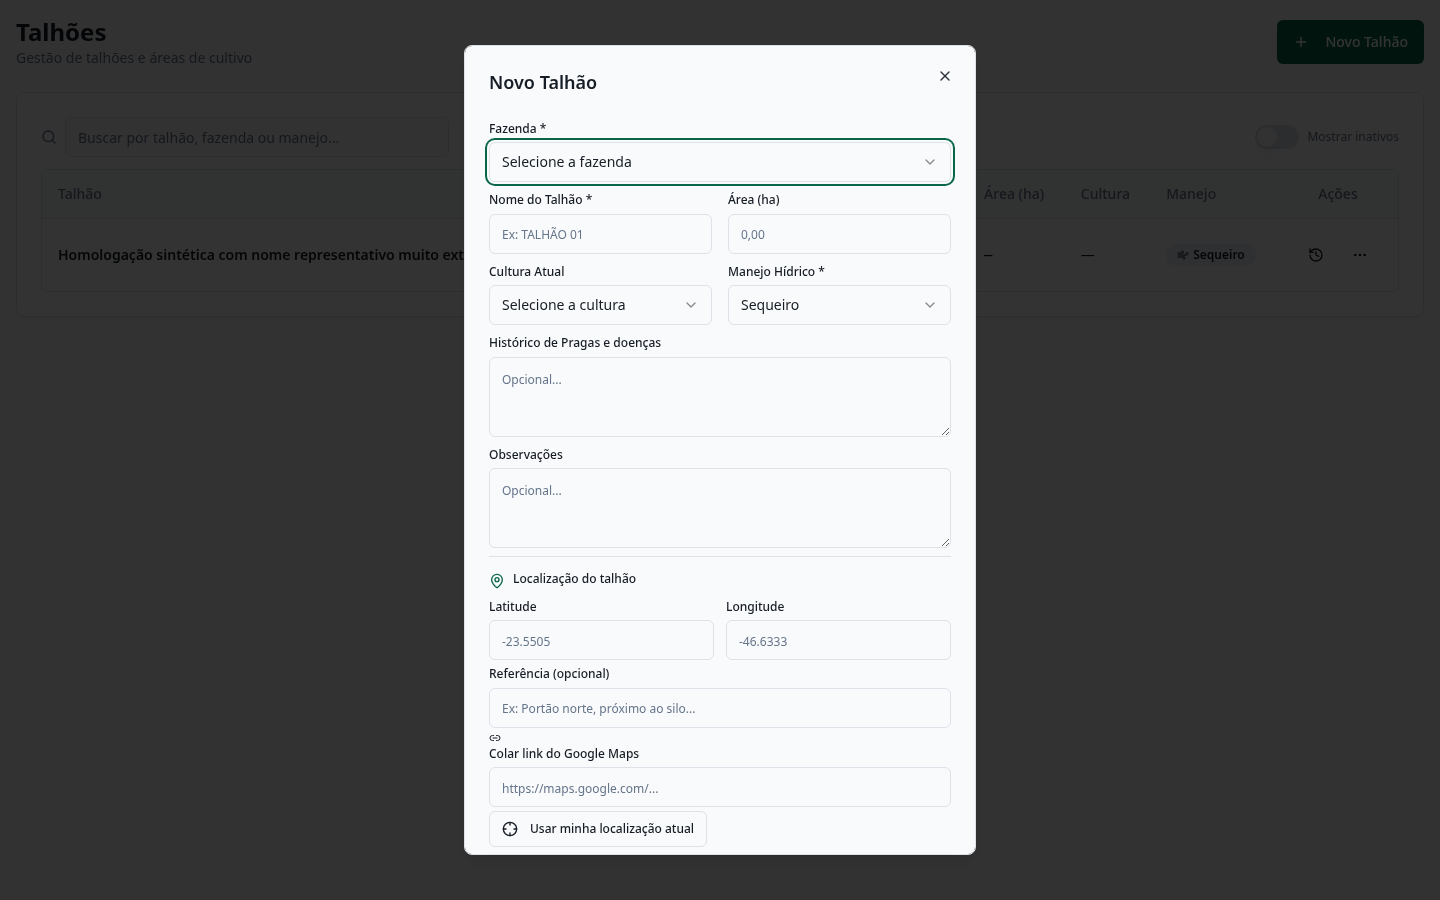 Talhões
Gestão de talhões e áreas de cultivo
Novo Talhão
Buscar por talhão, fazenda ou manejo...
Mostrar inativos
Talhão
Área (ha)
Cultura
Manejo
Ações
Homologação sintética com nome representativo muito ext
–
—
Sequeiro
Novo Talhão
Fazenda *
Selecione a fazenda
Nome do Talhão *
Área (ha)
Ex: TALHÃO 01
0,00
Cultura Atual
Manejo Hídrico *
Selecione a cultura
Sequeiro
Histórico de Pragas e doenças
Opcional...
Observações
Opcional...
Localização do talhão
Latitude
Longitude
-23.5505
-46.6333
Referência (opcional)
Ex: Portão norte, próximo ao silo...
Colar link do Google Maps
https://maps.google.com/...
Usar minha localização atual